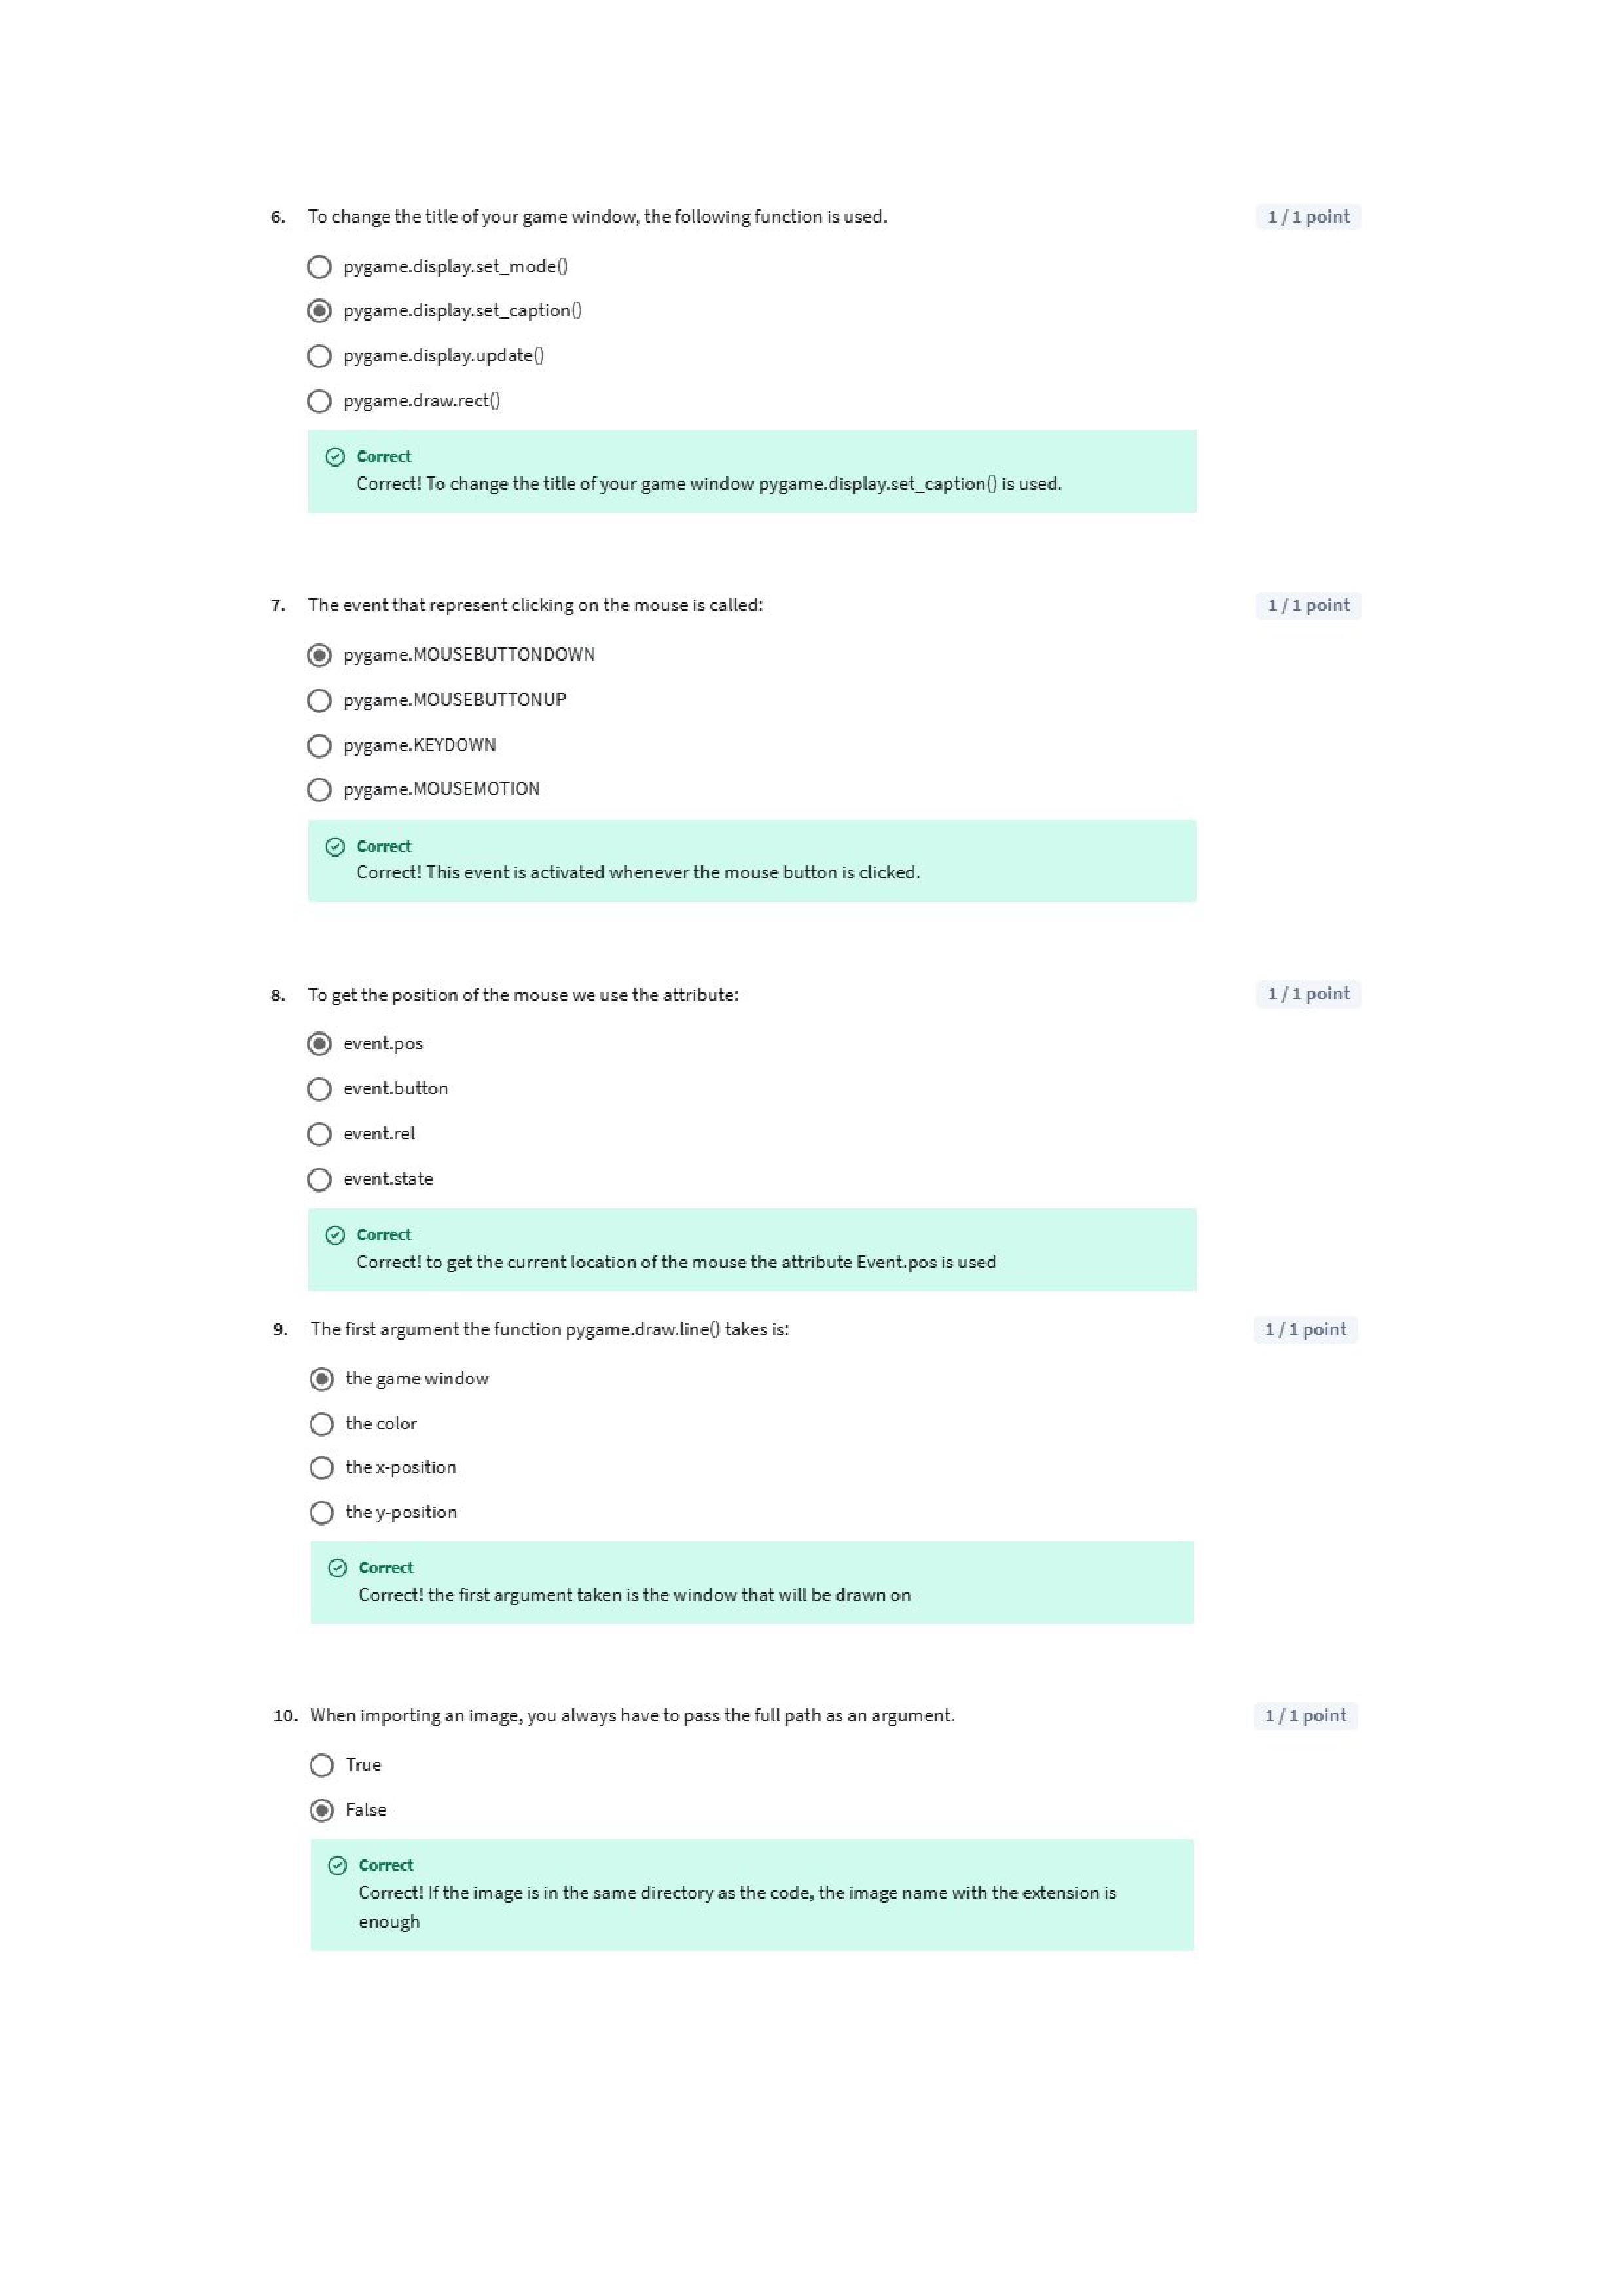 6. To change the title of your game window, the following function is used. 1 / 1 point
pygame.display.set_mode()
pygame.display.set_caption()
pygame.display.update()
pygame.draw.rect()
Correct
Correct! To change the title of your game window pygame.display.set_caption() is used.
7. The event that represent clicking on the mouse is called: 1 / 1 point
pygame.MOUSEBUTTONDOWN
pygame.MOUSEBUTTONUP
pygame.KEYDOWN
pygame.MOUSEMOTION
Correct
Correct! This event is activated whenever the mouse button is clicked.
8. To get the position of the mouse we use the attribute: 1 / 1 point
event.pos
event.button
event.rel
event.state
Correct
Correct! to get the current location of the mouse the attribute Event.pos is used
9. The first argument the function pygame.draw.line() takes is: 1 / 1 point
the game window
the color
the x-position
the y-position
Correct
Correct! the first argument taken is the window that will be drawn on
10. When importing an image, you always have to pass the full path as an argument. 1 / 1 point
True
False
Correct
Correct! If the image is in the same directory as the code, the image name with the extension is
enough